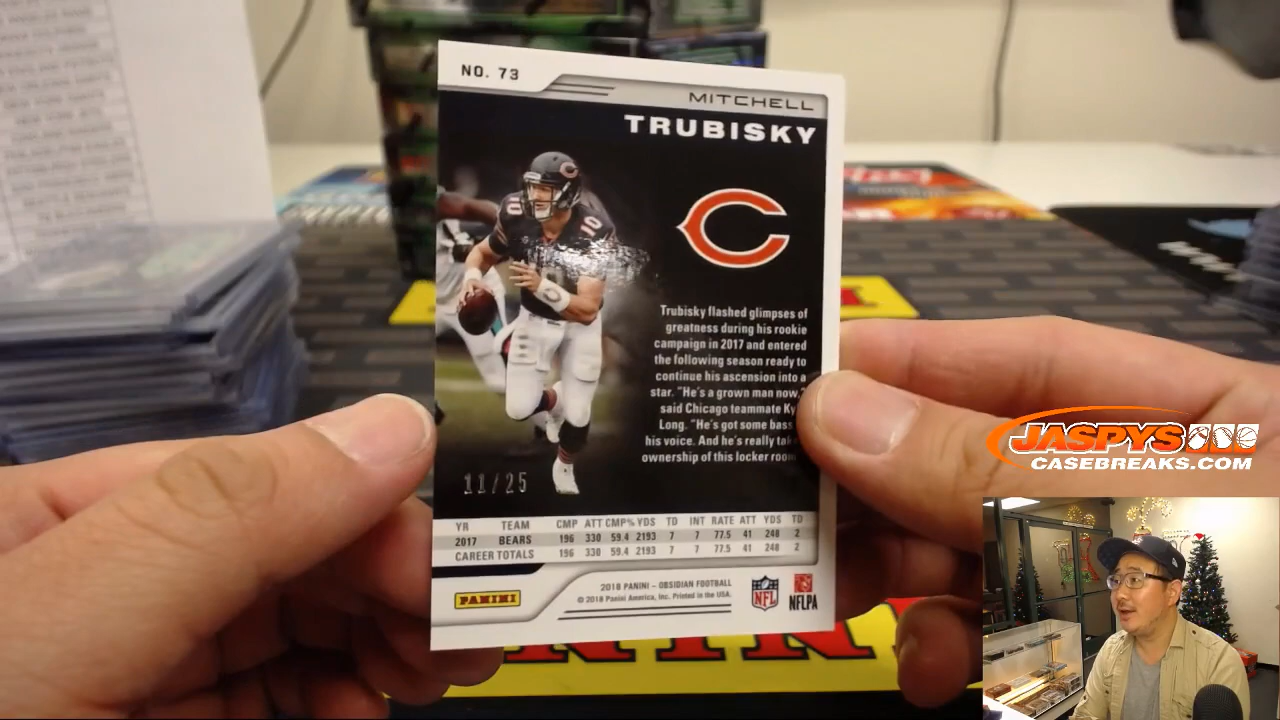 NO. 73
MITCHELL
TRUBISKY
10
10
Trubisky flashed glimpses of
greatness during his rookie
campaign in 2017 and entered
the following season ready to
continue his ascension into a
star. "He's a grown man now,"
said Chicago teammate Ky
Long. "He's got some bass
his voice. And he's really tak
ownership of this locker room
11/25
YR TEAM CMP ATT CMP% YDS TD INT RATE ATT YDS TD
2017 BEARS 196 330 59.4 2193 7 7 77.5 41 248 2
CAREER TOTALS 196 330 59.4 2193 7 7 77.5 41 248 2
PANINI
2018 PANINI – OBSIDIAN FOOTBALL
© 2018 Panini America, Inc. Printed in the USA.
NFL
NFLPA
JASPYS
CASEBREAKS.COM